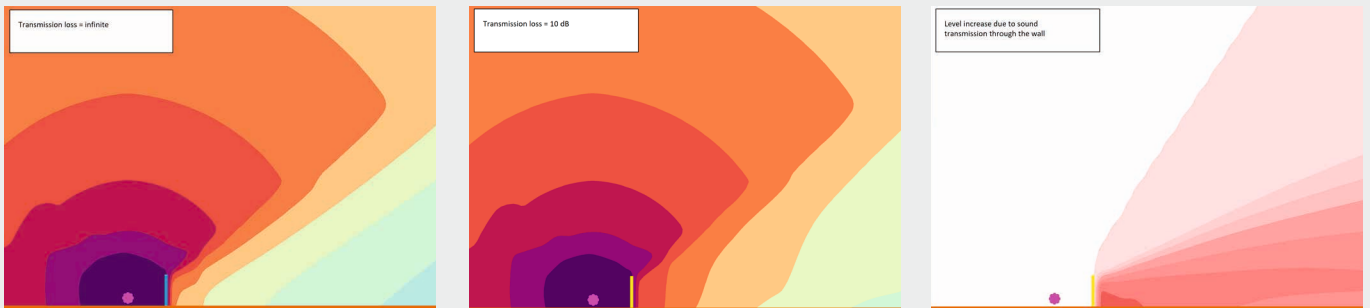 Transmission loss = infinite
Transmission loss = 10 dB
Level increase due to sound
transmission through the wall